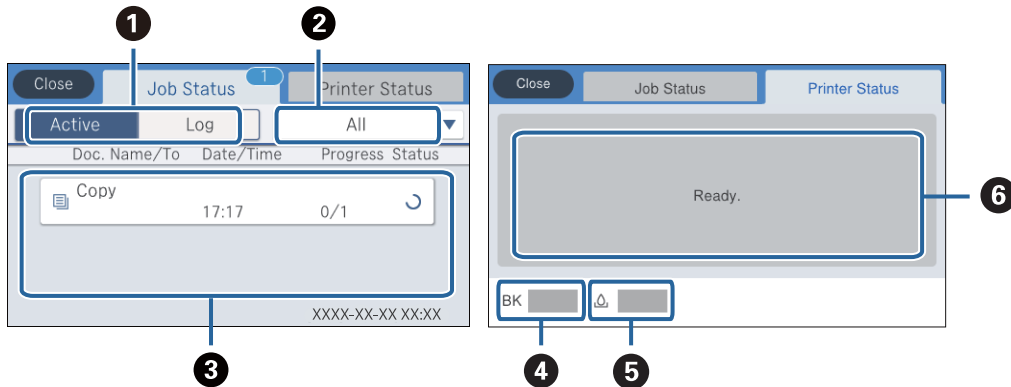 1 2
Close Job Status 1 Printer Status
Active Log All
Doc. Name/To Date/Time Progress Status
Copy
17:17 0/1
XXXX-XX-XX XX:XX
3
Close Job Status Printer Status
Ready.
6
BK
4 5